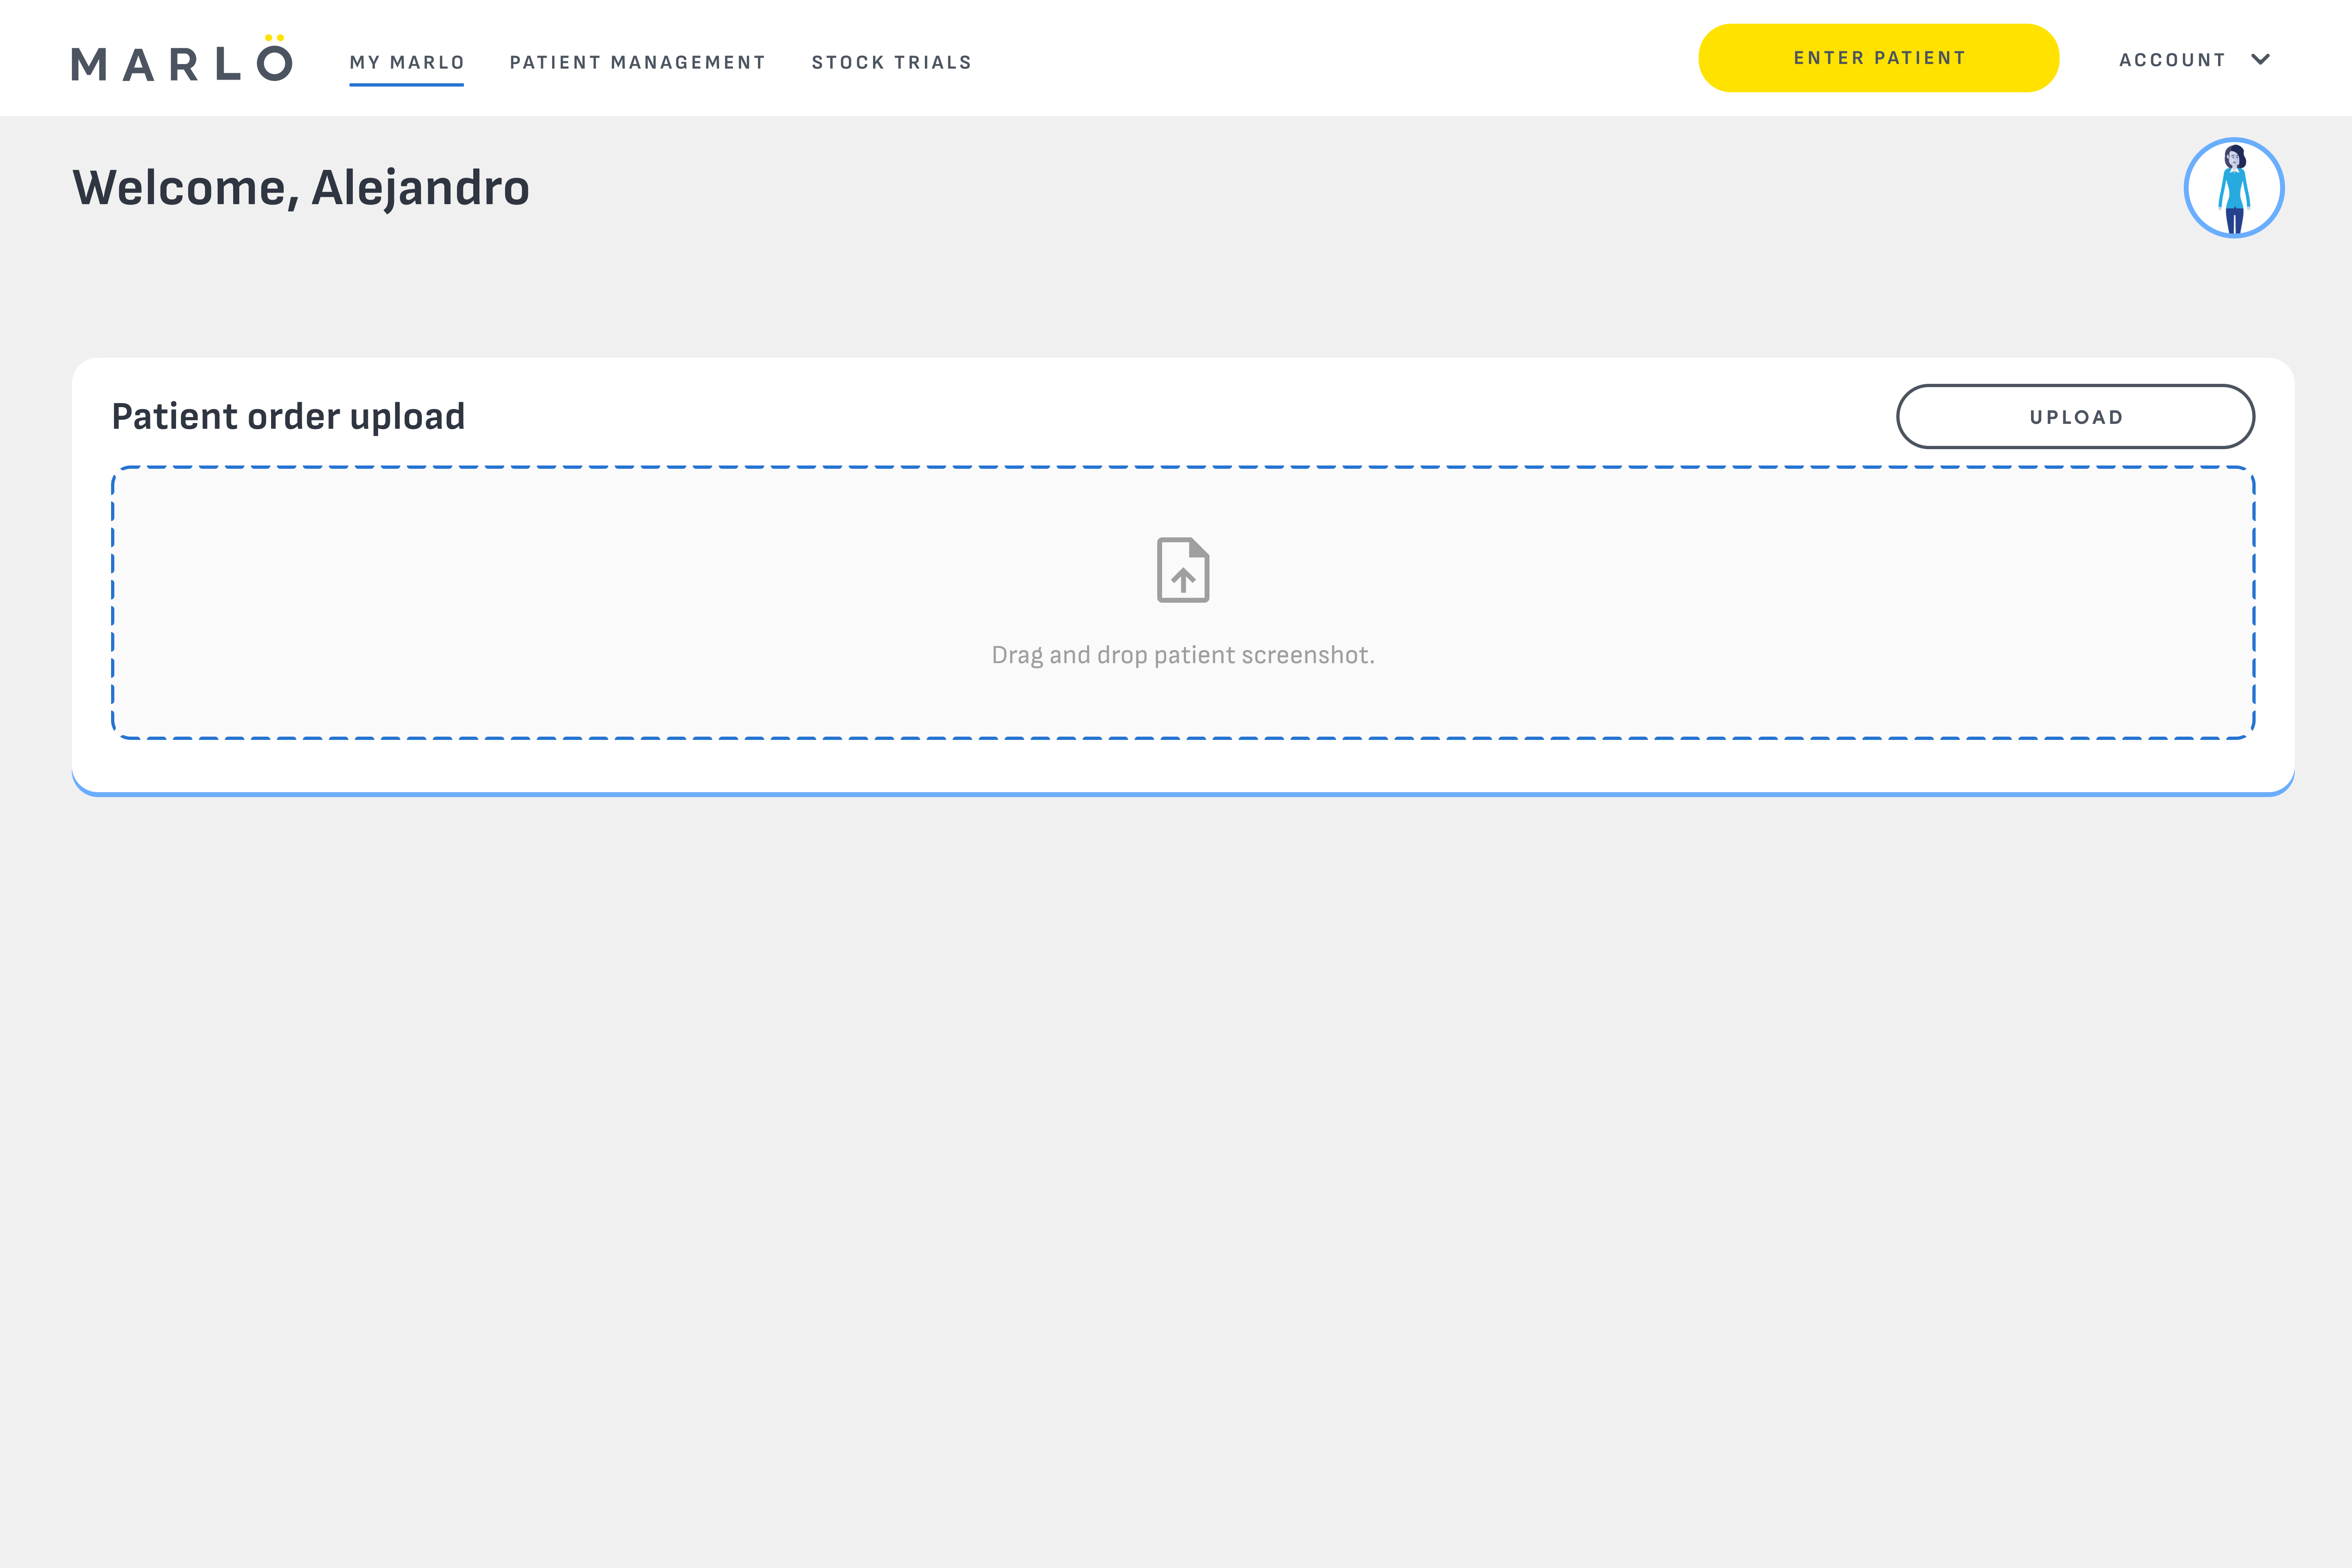 MARLÖ
MY MARLO
PATIENT MANAGEMENT
STOCK TRIALS
ENTER PATIENT
ACCOUNT
Welcome, Alejandro
Patient order upload
UPLOAD
Drag and drop patient screenshot.